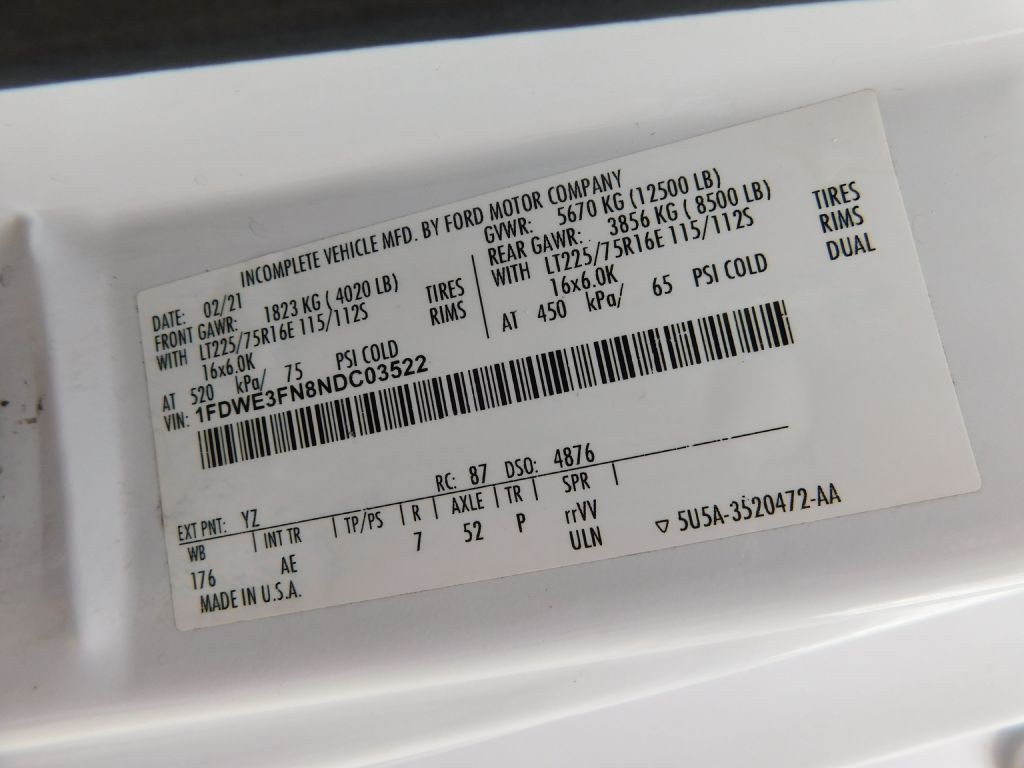 INCOMPLETE VEHICLE MFD. BY FORD MOTOR COMPANY
DATE: 02/21
FRONT GAWR: 1823 KG ( 4020 LB)
WITH LT225/75R16E 115/112S TIRES
16x6.0K RIMS
AT 520 kPa/ 75 PSI COLD
GVWR: 5670 KG (12500 LB)
REAR GAWR: 3856 KG ( 8500 LB)
WITH LT225/75R16E 115/112S TIRES
16x6.0K RIMS
AT 450 kPa/ 65 PSI COLD DUAL
VIN: 1FDWE3FN8NDC03522
EXT PNT: YZ RC: 87 DSO: 4876
WB INT TR TP/PS R AXLE TR SPR
176 AE 7 52 P rrVV
ULN
MADE IN U.S.A.
▽ 5U5A-3520472-AA